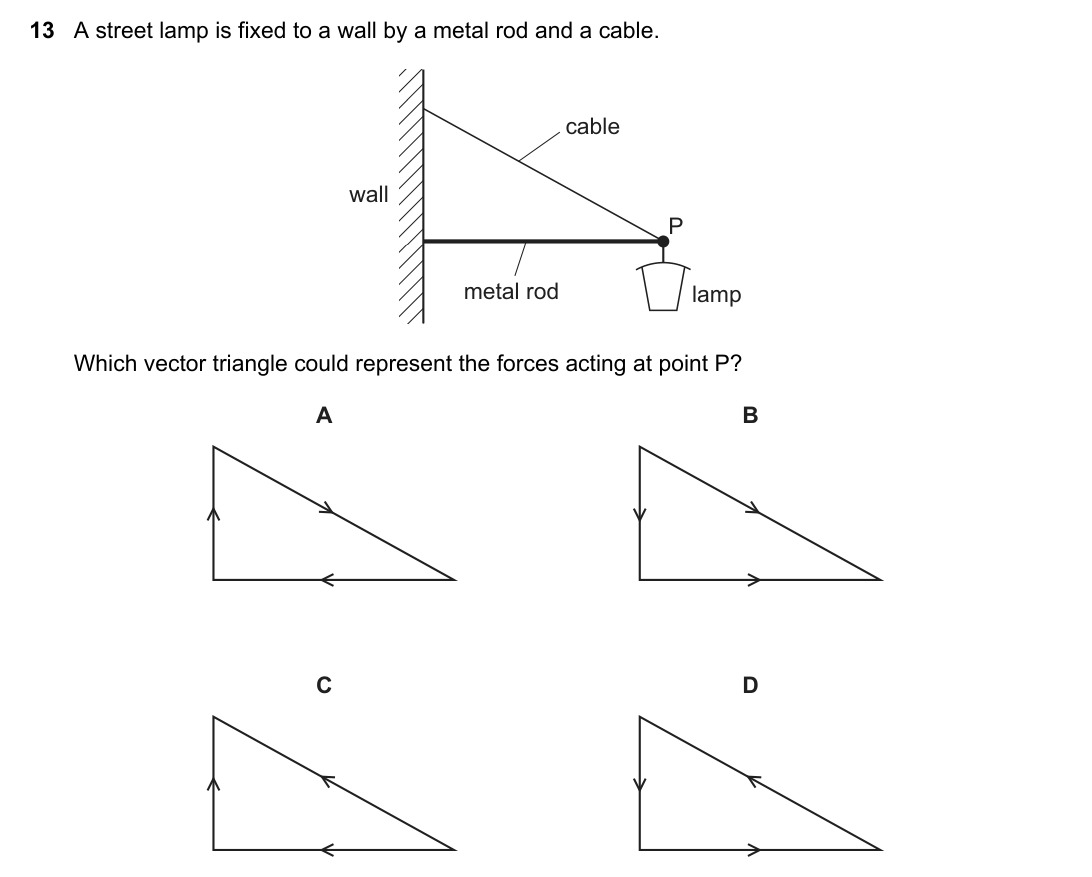 13 A street lamp is fixed to a wall by a metal rod and a cable.
cable
wall
P
metal rod
lamp
Which vector triangle could represent the forces acting at point P?
A
B
C
D